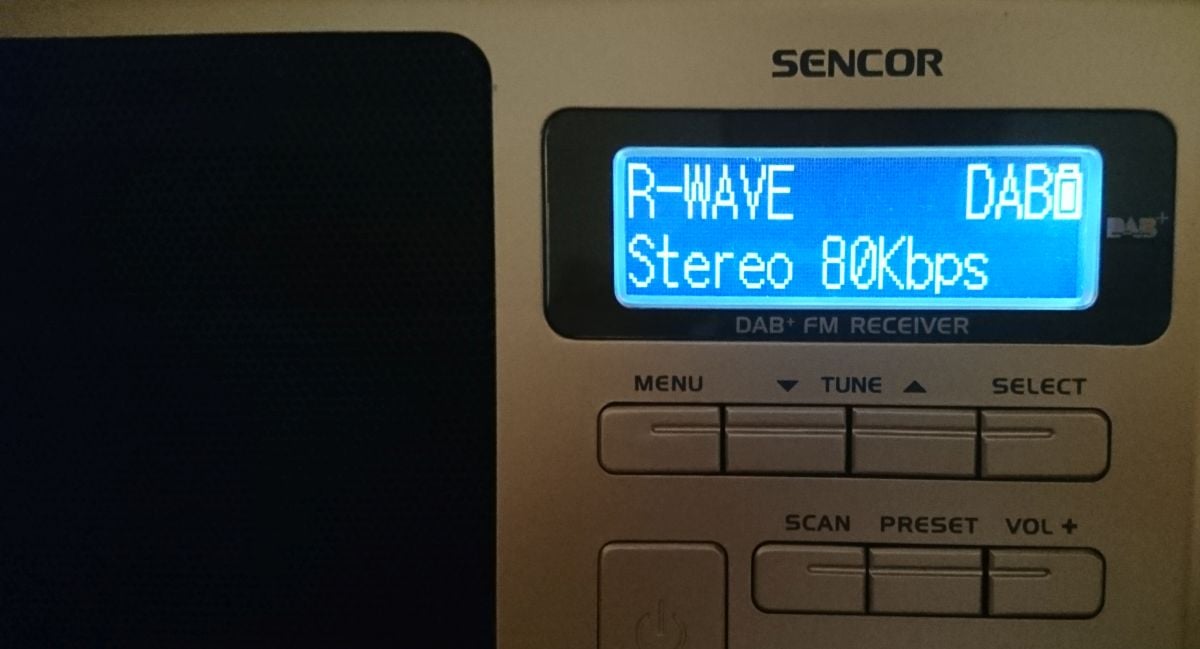 SENCOR
R-WAVE DAB
Stereo 80Kbps
DAB+
DAB+ FM RECEIVER
MENU ▼ TUNE ▲ SELECT
SCAN PRESET VOL +